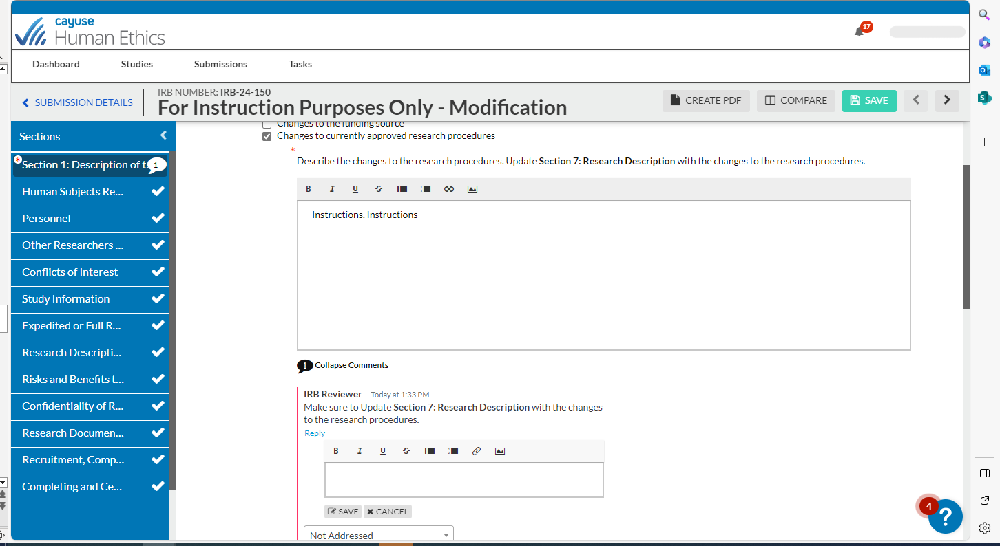 cayuse
Human Ethics
17
Dashboard Studies Submissions Tasks
SUBMISSION DETAILS
IRB NUMBER: IRB-24-150
For Instruction Purposes Only - Modification
CREATE PDF COMPARE SAVE
Sections
Section 1: Description of t... 1
Human Subjects Re...
Personnel
Other Researchers ...
Conflicts of Interest
Study Information
Expedited or Full R...
Research Descripti...
Risks and Benefits t...
Confidentiality of R...
Research Documen...
Recruitment, Comp...
Completing and Ce...
Changes to the funding source
Changes to currently approved research procedures
*
Describe the changes to the research procedures. Update Section 7: Research Description with the changes to the research procedures.
B I U S
Instructions. Instructions
1 Collapse Comments
IRB Reviewer Today at 1:33 PM
Make sure to Update Section 7: Research Description with the changes
to the research procedures.
Reply
B I U S
SAVE CANCEL
Not Addressed
4
?